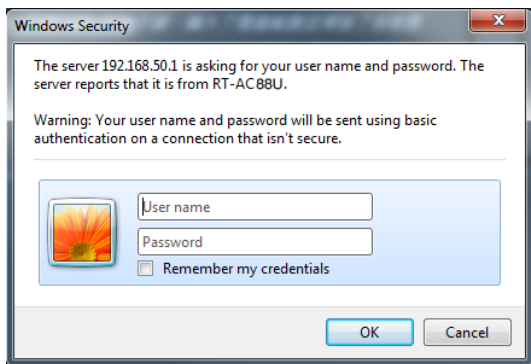 Windows Security
The server 192.168.50.1 is asking for your user name and password. The
server reports that it is from RT-AC88U.
Warning: Your user name and password will be sent using basic
authentication on a connection that isn't secure.
User name
Password
Remember my credentials
OK Cancel